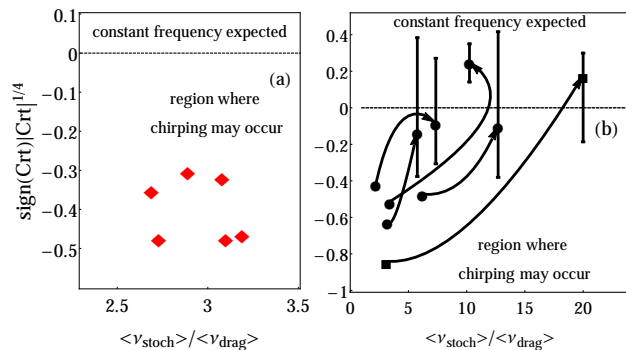 constant frequency expected
(a)
region where
chirping may occur
0.1
0
−0.1
−0.2
−0.3
−0.4
−0.5
sign(Crt)|Crt|^{1/4}
2.5 3 3.5
<ν_stoch>/<ν_drag>
constant frequency expected
(b)
region where
chirping may occur
0.4
0.2
0
−0.2
−0.4
−0.6
−0.8
−1
0 5 10 15 20
<ν_stoch>/<ν_drag>